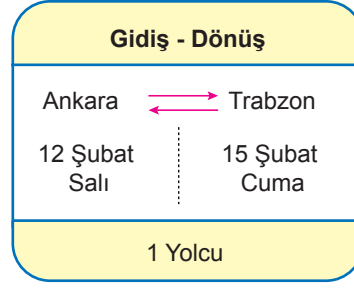 Gidiş - Dönüş
Ankara Trabzon
12 Şubat 15 Şubat
Salı Cuma
1 Yolcu